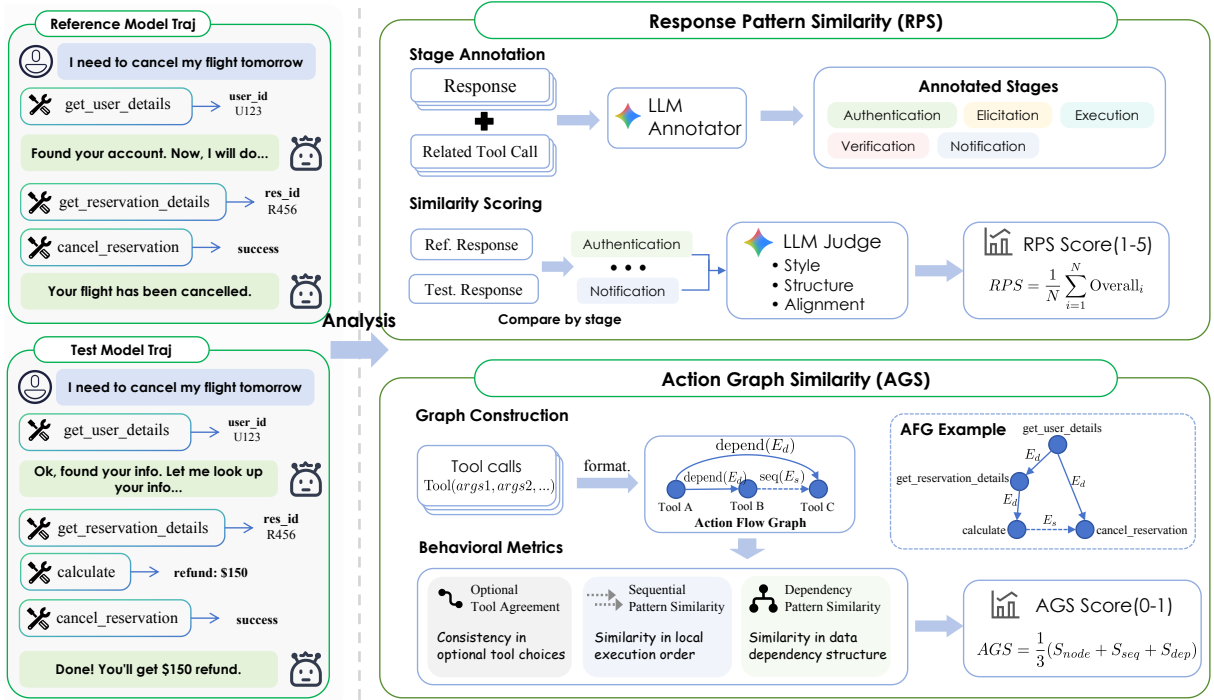 Reference Model Traj
I need to cancel my flight tomorrow
get_user_details
user_id
U123
Found your account. Now, I will do...
get_reservation_details
res_id
R456
cancel_reservation
success
Your flight has been cancelled.
Test Model Traj
I need to cancel my flight tomorrow
get_user_details
user_id
U123
Ok, found your info. Let me look up
your info...
get_reservation_details
res_id
R456
calculate
refund: $150
cancel_reservation
success
Done! You'll get $150 refund.
Analysis
Response Pattern Similarity (RPS)
Stage Annotation
Response
Related Tool Call
LLM
Annotator
Annotated Stages
Authentication
Elicitation
Execution
Verification
Notification
Similarity Scoring
Ref. Response
Test. Response
Authentication
• • •
Notification
Compare by stage
LLM Judge
• Style
• Structure
• Alignment
RPS Score(1-5)
RPS = 1/N ∑_{i=1}^{N} Overall_i
Action Graph Similarity (AGS)
Graph Construction
Tool calls
Tool(args1, args2, ...)
format.
depend(E_d)
depend(E_d)
seq(E_s)
Tool A
Tool B
Tool C
Action Flow Graph
AFG Example
get_user_details
E_d
get_reservation_details
E_d
E_d
calculate
E_s
cancel_reservation
Behavioral Metrics
Optional
Tool Agreement
Consistency in
optional tool choices
Sequential
Pattern Similarity
Similarity in local
execution order
Dependency
Pattern Similarity
Similarity in data
dependency structure
AGS Score(0-1)
AGS = 1/3(S_node + S_seq + S_dep)